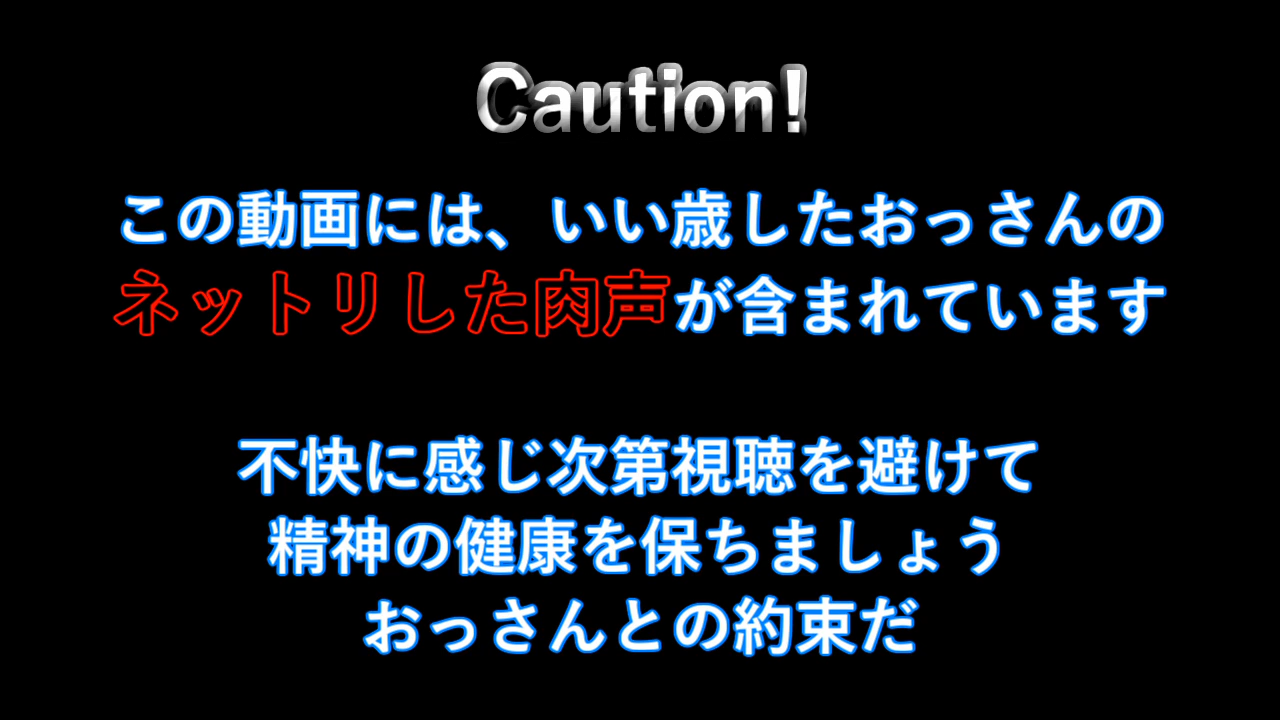 Caution!
この動画には、いい歳したおっさんの
ネットリした肉声が含まれています
不快に感じ次第視聴を避けて
精神の健康を保ちましょう
おっさんとの約束だ